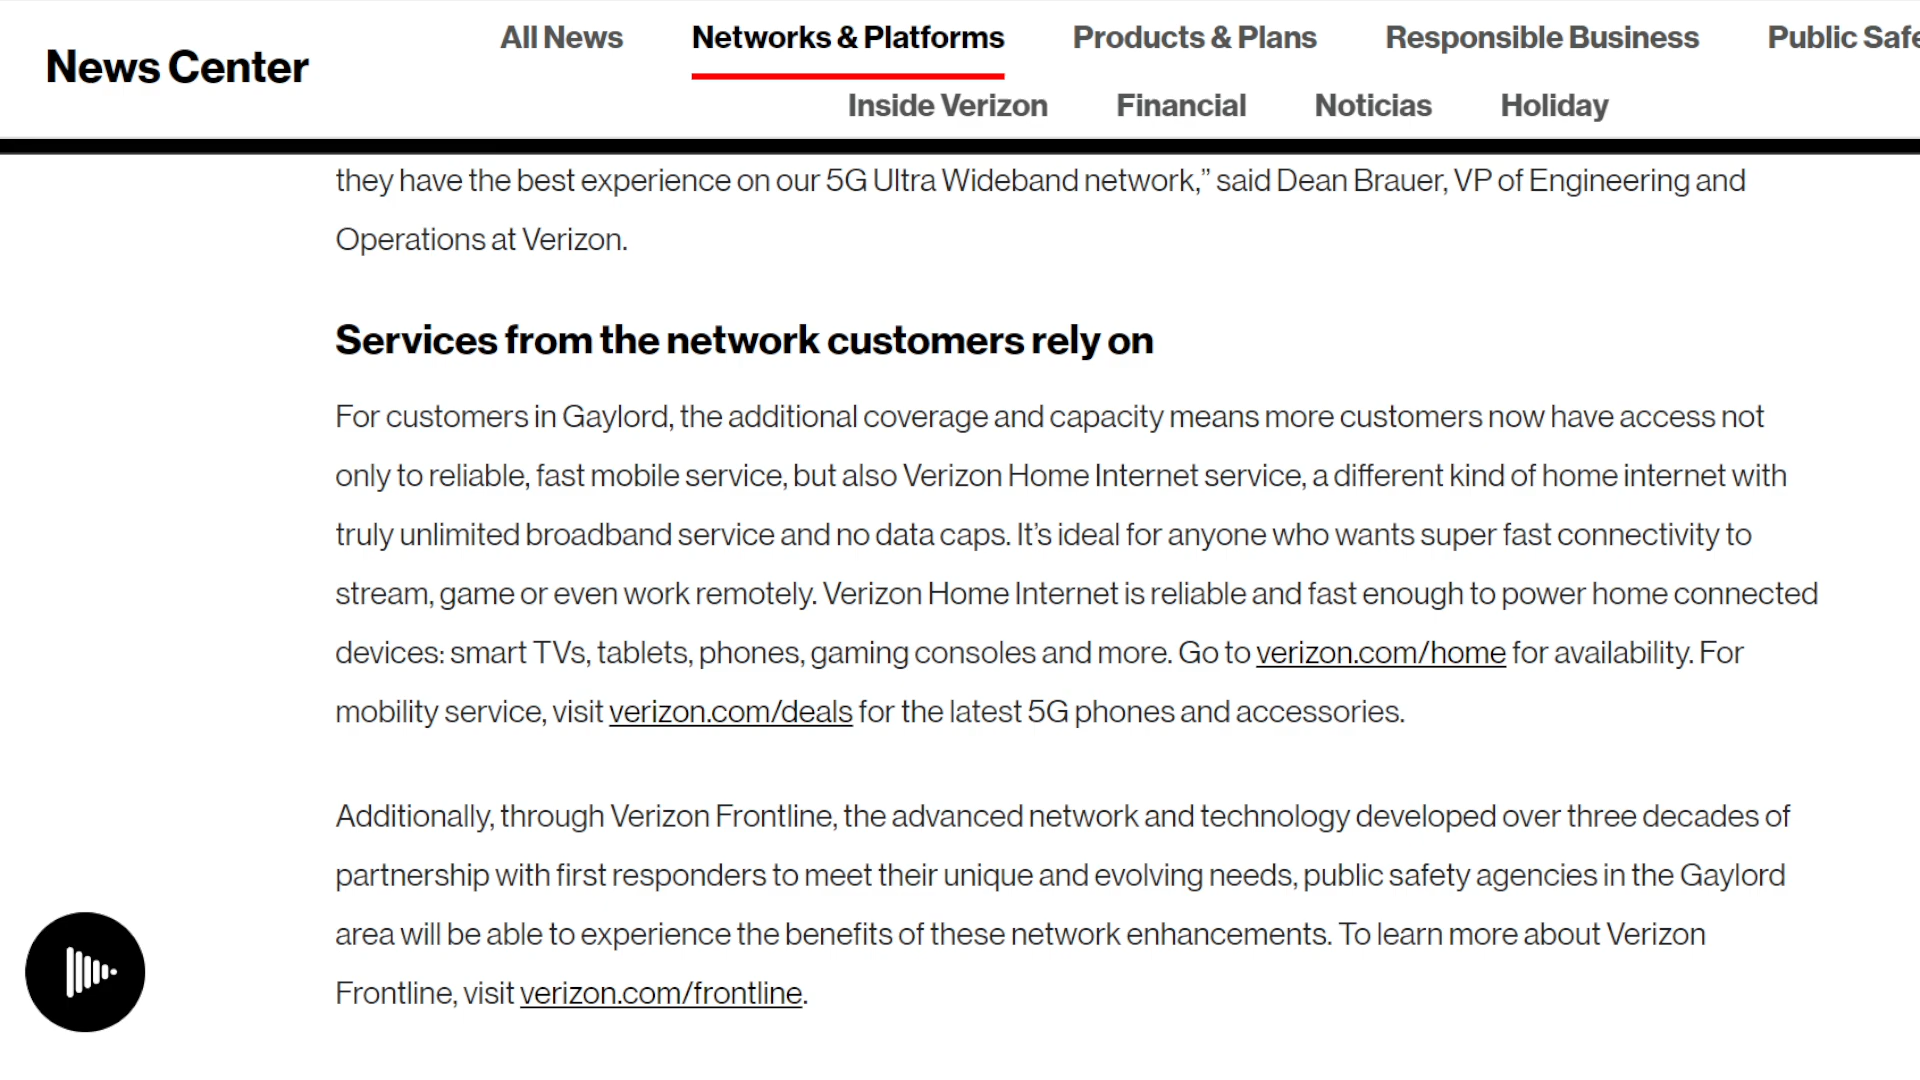 News Center
All News Networks & Platforms Products & Plans Responsible Business Public Safe
Inside Verizon Financial Noticias Holiday
they have the best experience on our 5G Ultra Wideband network,” said Dean Brauer, VP of Engineering and
Operations at Verizon.
Services from the network customers rely on
For customers in Gaylord, the additional coverage and capacity means more customers now have access not
only to reliable, fast mobile service, but also Verizon Home Internet service, a different kind of home internet with
truly unlimited broadband service and no data caps. It’s ideal for anyone who wants super fast connectivity to
stream, game or even work remotely. Verizon Home Internet is reliable and fast enough to power home connected
devices: smart TVs, tablets, phones, gaming consoles and more. Go to verizon.com/home for availability. For
mobility service, visit verizon.com/deals for the latest 5G phones and accessories.
Additionally, through Verizon Frontline, the advanced network and technology developed over three decades of
partnership with first responders to meet their unique and evolving needs, public safety agencies in the Gaylord
area will be able to experience the benefits of these network enhancements. To learn more about Verizon
Frontline, visit verizon.com/frontline.